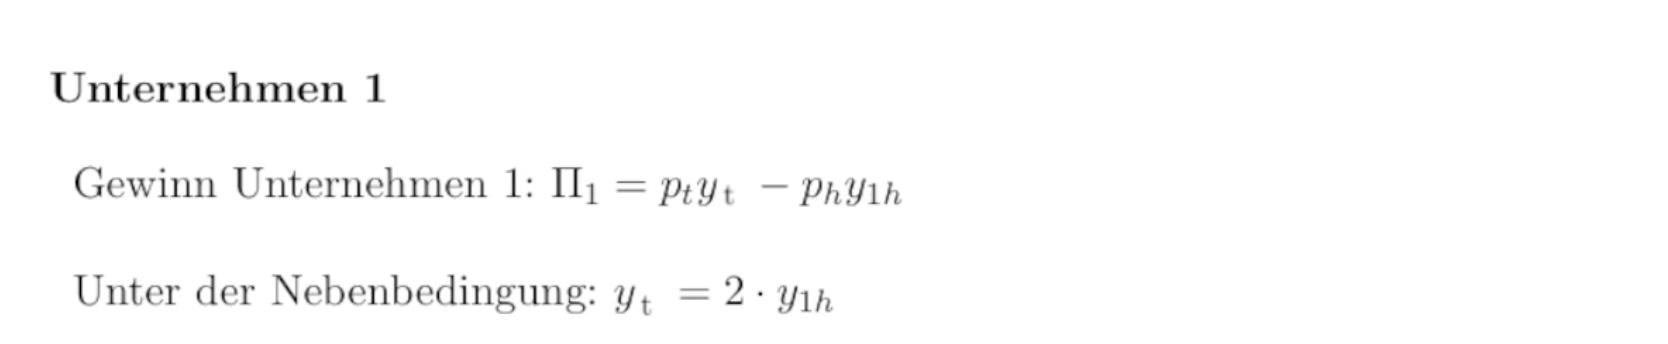 Unternehmen 1
Gewinn Unternehmen 1: Π₁ = pₜyₜ − pₕy₁ₕ
Unter der Nebenbedingung: yₜ = 2 · y₁ₕ